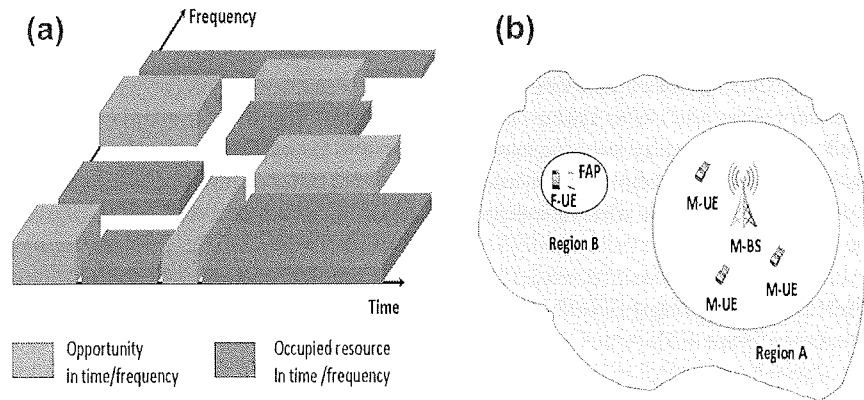 (a)
Frequency
Time
Opportunity
in time/frequency
Occupied resource
In time /frequency
(b)
FAP
F-UE
Region B
M-UE
M-BS
M-UE
M-UE
Region A